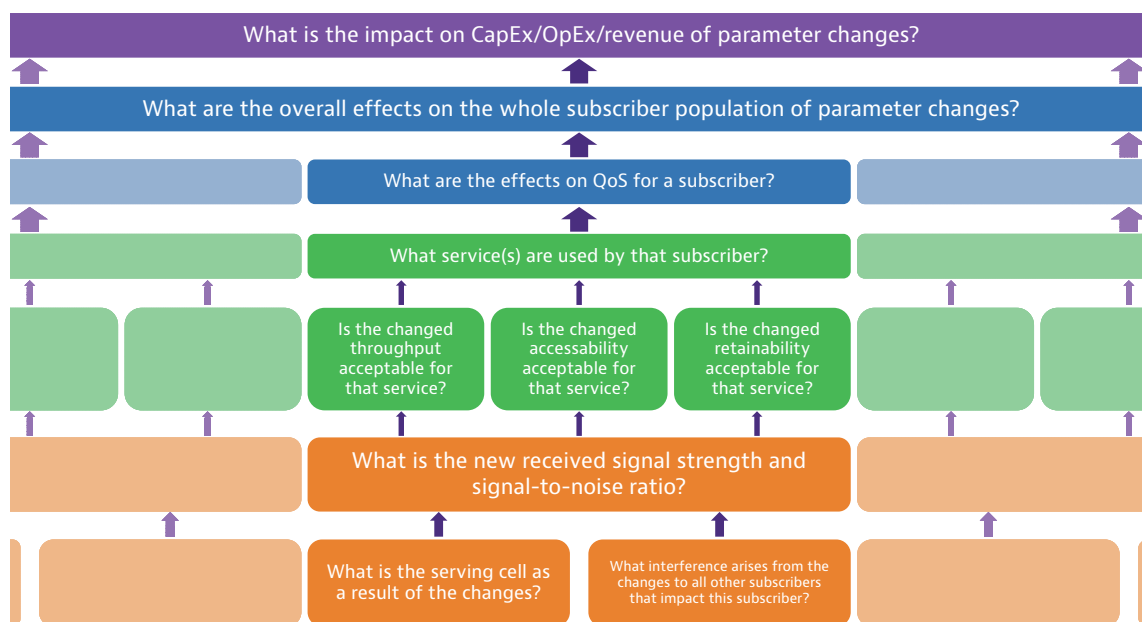 What is the impact on CapEx/OpEx/revenue of parameter changes?
What are the overall effects on the whole subscriber population of parameter changes?
What are the effects on QoS for a subscriber?
What service(s) are used by that subscriber?
Is the changed
throughput
acceptable for
that service?
Is the changed
accessability
acceptable for
that service?
Is the changed
retainability
acceptable for
that service?
What is the new received signal strength and
signal-to-noise ratio?
What is the serving cell as
a result of the changes?
What interference arises from the
changes to all other subscribers
that impact this subscriber?